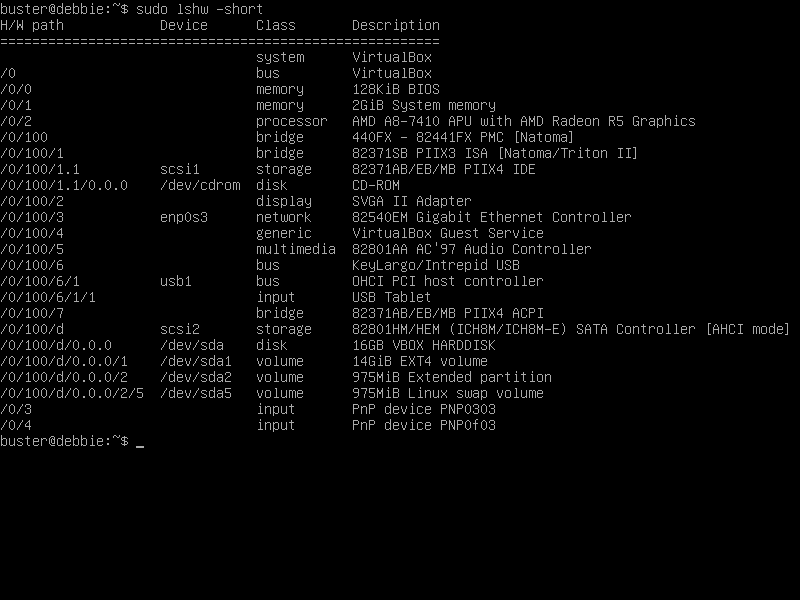 buster@debbie:~$ sudo lshw -short
H/W path            Device      Class       Description
=======================================================
                                system      VirtualBox
/0                              bus         VirtualBox
/0/0                            memory      128KiB BIOS
/0/1                            memory      2GiB System memory
/0/2                            processor   AMD A8-7410 APU with AMD Radeon R5 Graphics
/0/100                          bridge      440FX - 82441FX PMC [Natoma]
/0/100/1                        bridge      82371SB PIIX3 ISA [Natoma/Triton II]
/0/100/1.1          scsi1       storage     82371AB/EB/MB PIIX4 IDE
/0/100/1.1/0.0.0    /dev/cdrom  disk        CD-ROM
/0/100/2                        display     SVGA II Adapter
/0/100/3            enp0s3      network     82540EM Gigabit Ethernet Controller
/0/100/4                        generic     VirtualBox Guest Service
/0/100/5                        multimedia  82801AA AC'97 Audio Controller
/0/100/6                        bus         KeyLargo/Intrepid USB
/0/100/6/1          usb1        bus         OHCI PCI host controller
/0/100/6/1/1                    input       USB Tablet
/0/100/7                        bridge      82371AB/EB/MB PIIX4 ACPI
/0/100/d            scsi2       storage     82801HM/HEM (ICH8M/ICH8M-E) SATA Controller [AHCI mode]
/0/100/d/0.0.0      /dev/sda    disk        16GB VBOX HARDDISK
/0/100/d/0.0.0/1    /dev/sda1   volume      14GiB EXT4 volume
/0/100/d/0.0.0/2    /dev/sda2   volume      975MiB Extended partition
/0/100/d/0.0.0/2/5  /dev/sda5   volume      975MiB Linux swap volume
/0/3                            input       PnP device PNP0303
/0/4                            input       PnP device PNP0f03
buster@debbie:~$ _